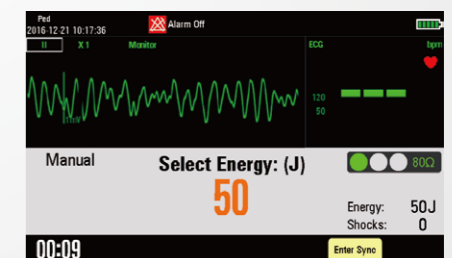 Ped
2016-12-21 10:17:36 Alarm Off
II X1 Monitor ECG bpm
1mV
120
50
Manual Select Energy: (J) 80Ω
50
Energy: 50J
Shocks: 0
00:09 Enter Sync